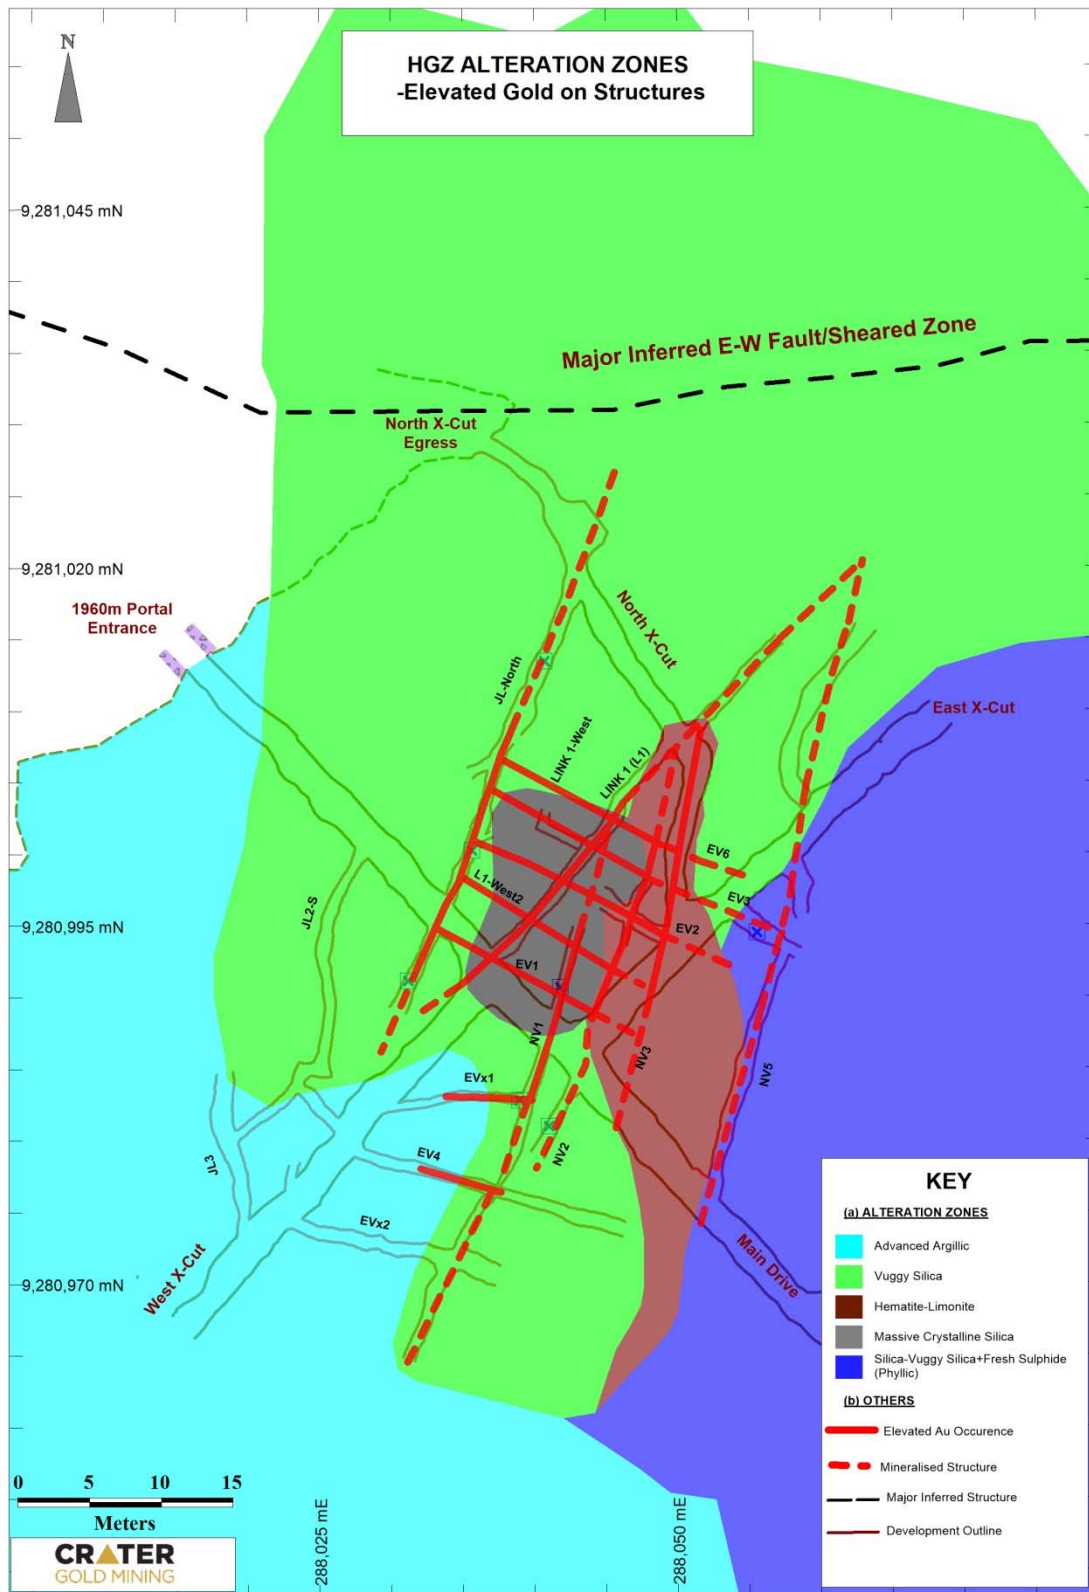 N
HGZ ALTERATION ZONES
-Elevated Gold on Structures
9,281,045 mN
Major Inferred E-W Fault/Sheared Zone
North X-Cut
Egress
9,281,020 mN
1960m Portal
Entrance
North X-Cut
JL-North
East X-Cut
LINK 1-West
LINK 1 (L1)
EV6
EV3
L1-West2
JL2-S
9,280,995 mN
EV2
EV1
NV1
NV3
NV5
EVx1
NV2
EV4
JL3
EVx2
West X-Cut
Main Drive
9,280,970 mN
KEY
(a) ALTERATION ZONES
Advanced Argillic
Vuggy Silica
Hematite-Limonite
Massive Crystalline Silica
Silica-Vuggy Silica+Fresh Sulphide
(Phyllic)
(b) OTHERS
Elevated Au Occurence
Mineralised Structure
Major Inferred Structure
Development Outline
0 5 10 15
Meters
288,025 mE
288,050 mE
CRATER
GOLD MINING